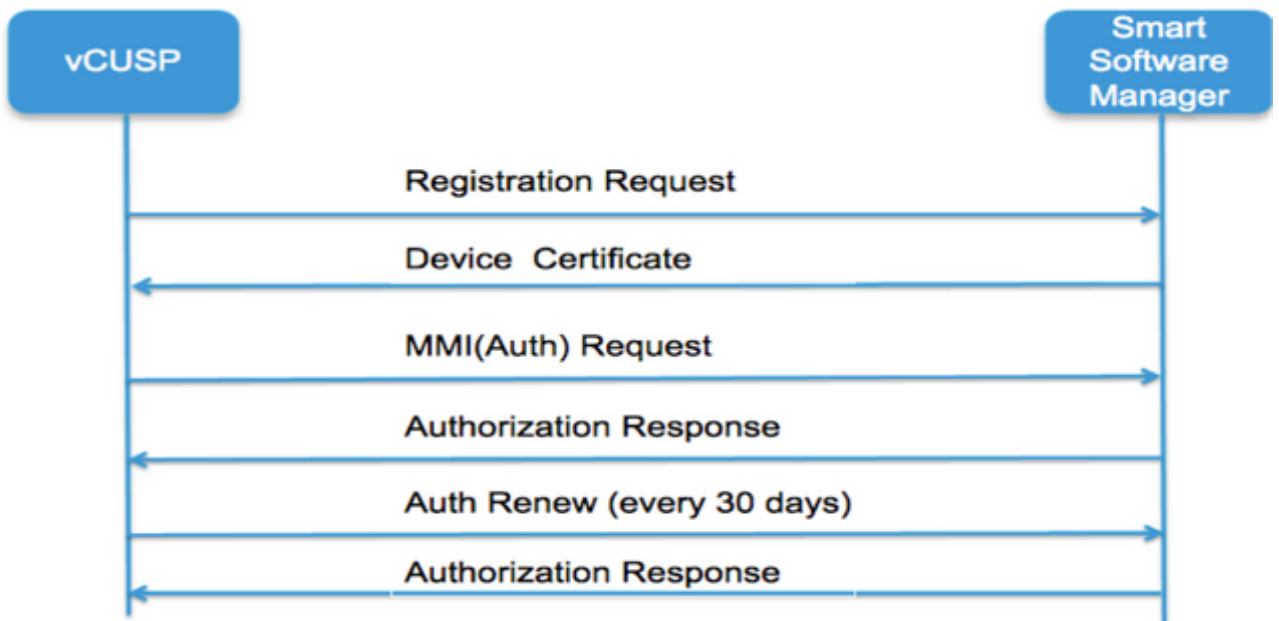 vCUSP
Smart
Software
Manager
Registration Request
Device Certificate
MMI(Auth) Request
Authorization Response
Auth Renew (every 30 days)
Authorization Response